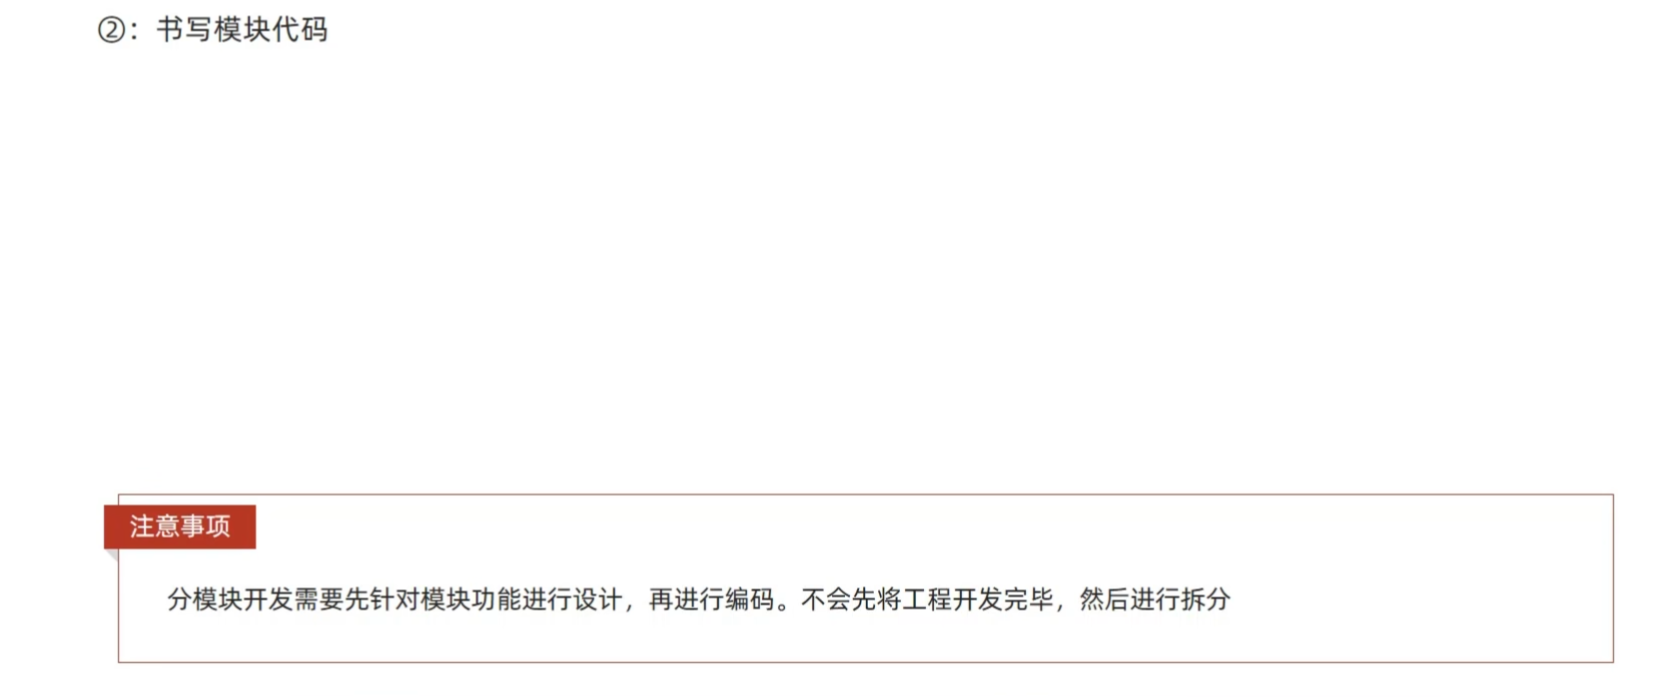 ②：书写模块代码
注意事项
分模块开发需要先针对模块功能进行设计，再进行编码。不会先将工程开发完毕，然后进行拆分